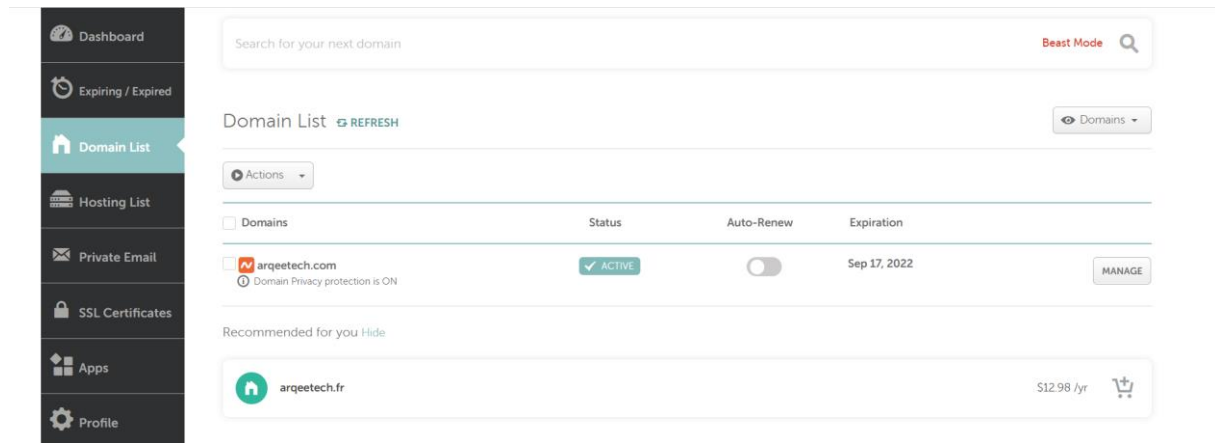 Dashboard
Search for your next domain
Beast Mode
Expiring / Expired
Domain List
REFRESH
Domains
Domain List
Actions
Hosting List
Domains
Status
Auto-Renew
Expiration
Private Email
arqeetech.com
ACTIVE
Sep 17, 2022
MANAGE
Domain Privacy protection is ON
SSL Certificates
Recommended for you Hide
Apps
arqeetech.fr
$12.98 /yr
Profile